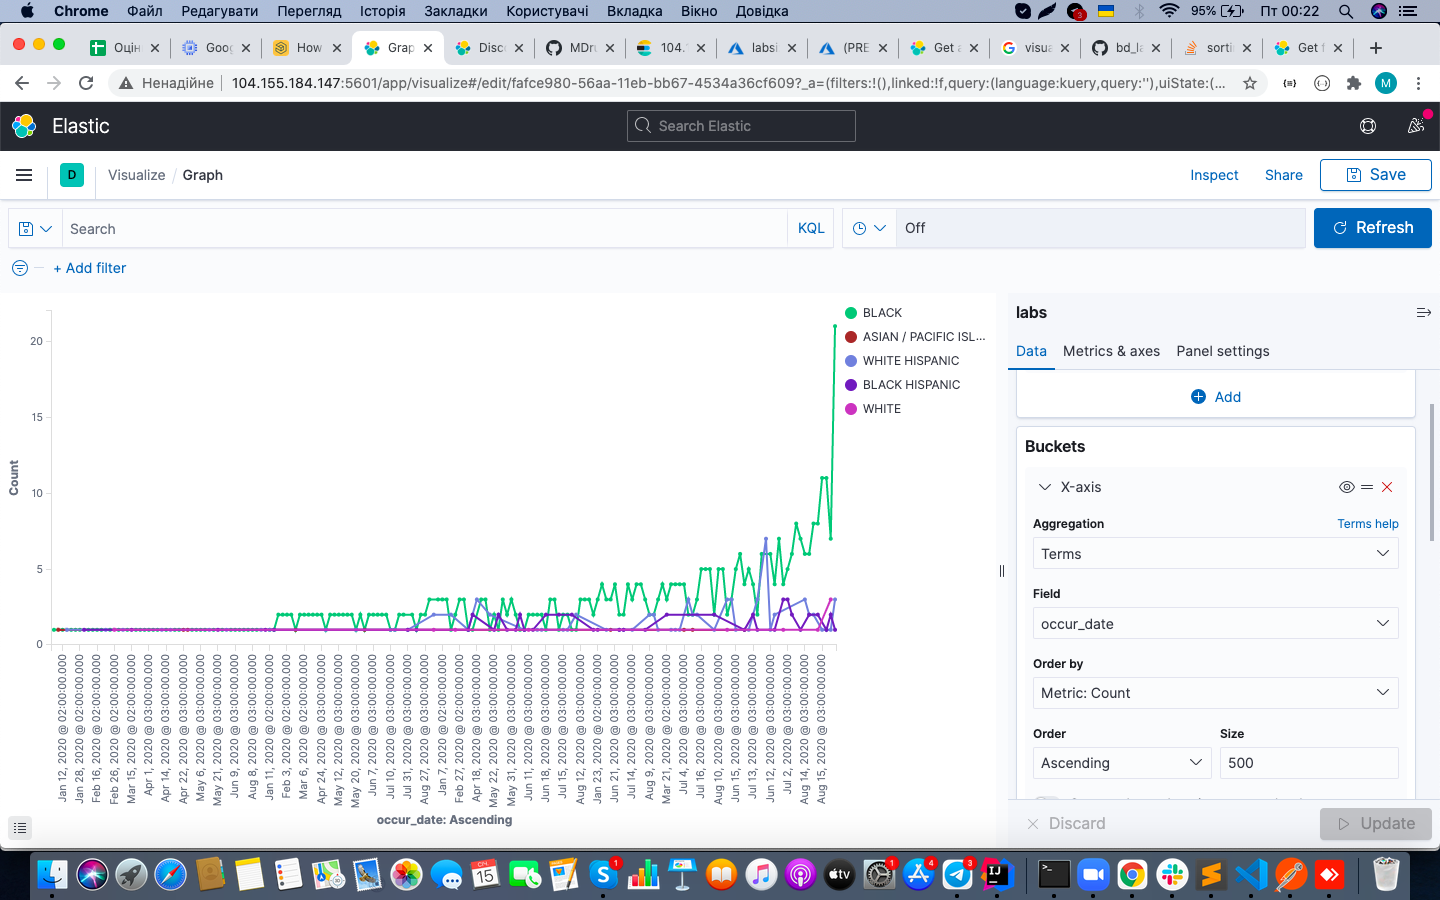 Chrome Файл Редагувати Перегляд Історія Закладки Користувачі Вкладка Вікно Довідка 3 95% Пт 00:22
Оцін Goog How Grap Disco MDru 104.1 labsi (PRE Get a visua bd_la sorti Get f
Ненадійне 104.155.184.147:5601/app/visualize#/edit/fafce980-56aa-11eb-bb67-4534a36cf609?_a=(filters:!(),linked:!f,query:(language:kuery,query:''),uiState:(... M
Elastic Search Elastic
D Visualize / Graph Inspect Share Save
Search KQL Off Refresh
+ Add filter
BLACK
ASIAN / PACIFIC ISL...
WHITE HISPANIC
BLACK HISPANIC
WHITE
20
15
10
5
0
Count
Jan 12, 2020 @ 02:00:00.000
Jan 28, 2020 @ 02:00:00.000
Feb 16, 2020 @ 02:00:00.000
Feb 26, 2020 @ 02:00:00.000
Mar 15, 2020 @ 02:00:00.000
Apr 1, 2020 @ 03:00:00.000
Apr 14, 2020 @ 03:00:00.000
Apr 22, 2020 @ 03:00:00.000
May 6, 2020 @ 03:00:00.000
May 21, 2020 @ 03:00:00.000
Jun 9, 2020 @ 03:00:00.000
Aug 8, 2020 @ 03:00:00.000
Jan 11, 2020 @ 02:00:00.000
Feb 3, 2020 @ 02:00:00.000
Mar 6, 2020 @ 02:00:00.000
Apr 24, 2020 @ 03:00:00.000
May 12, 2020 @ 03:00:00.000
May 20, 2020 @ 03:00:00.000
Jun 7, 2020 @ 03:00:00.000
Jul 10, 2020 @ 03:00:00.000
Jul 31, 2020 @ 03:00:00.000
Aug 27, 2020 @ 03:00:00.000
Jan 7, 2020 @ 02:00:00.000
Feb 27, 2020 @ 02:00:00.000
Apr 18, 2020 @ 03:00:00.000
May 22, 2020 @ 03:00:00.000
May 31, 2020 @ 03:00:00.000
Jun 18, 2020 @ 03:00:00.000
Jul 25, 2020 @ 03:00:00.000
Aug 12, 2020 @ 03:00:00.000
Jan 23, 2020 @ 02:00:00.000
Jun 21, 2020 @ 03:00:00.000
Jul 14, 2020 @ 03:00:00.000
Aug 9, 2020 @ 03:00:00.000
Mar 21, 2020 @ 02:00:00.000
Jul 4, 2020 @ 03:00:00.000
Jul 16, 2020 @ 03:00:00.000
Aug 10, 2020 @ 03:00:00.000
Jun 15, 2020 @ 03:00:00.000
Jul 13, 2020 @ 03:00:00.000
Jun 12, 2020 @ 03:00:00.000
Jul 2, 2020 @ 03:00:00.000
Aug 14, 2020 @ 03:00:00.000
Aug 15, 2020 @ 03:00:00.000
occur_date: Ascending
labs
Data Metrics & axes Panel settings
Add
Buckets
X-axis
Aggregation Terms help
Terms
Field
occur_date
Order by
Metric: Count
Order Size
Ascending 500
Discard Update
15 1 tv 1 4 3 IJ